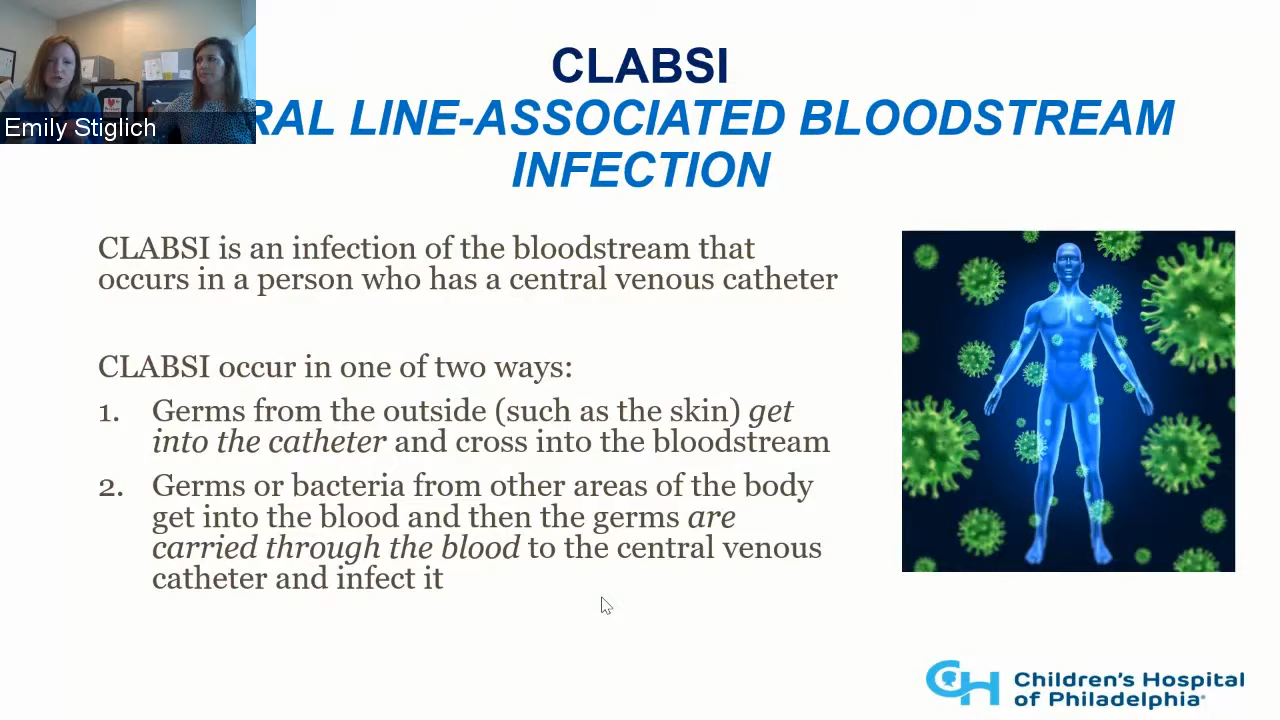 CLABSI
RAL LINE-ASSOCIATED BLOODSTREAM
INFECTION
Emily Stiglich
CLABSI is an infection of the bloodstream that
occurs in a person who has a central venous catheter
CLABSI occur in one of two ways:
1. Germs from the outside (such as the skin) get
into the catheter and cross into the bloodstream
2. Germs or bacteria from other areas of the body
get into the blood and then the germs are
carried through the blood to the central venous
catheter and infect it
CH Children's Hospital
of Philadelphia®